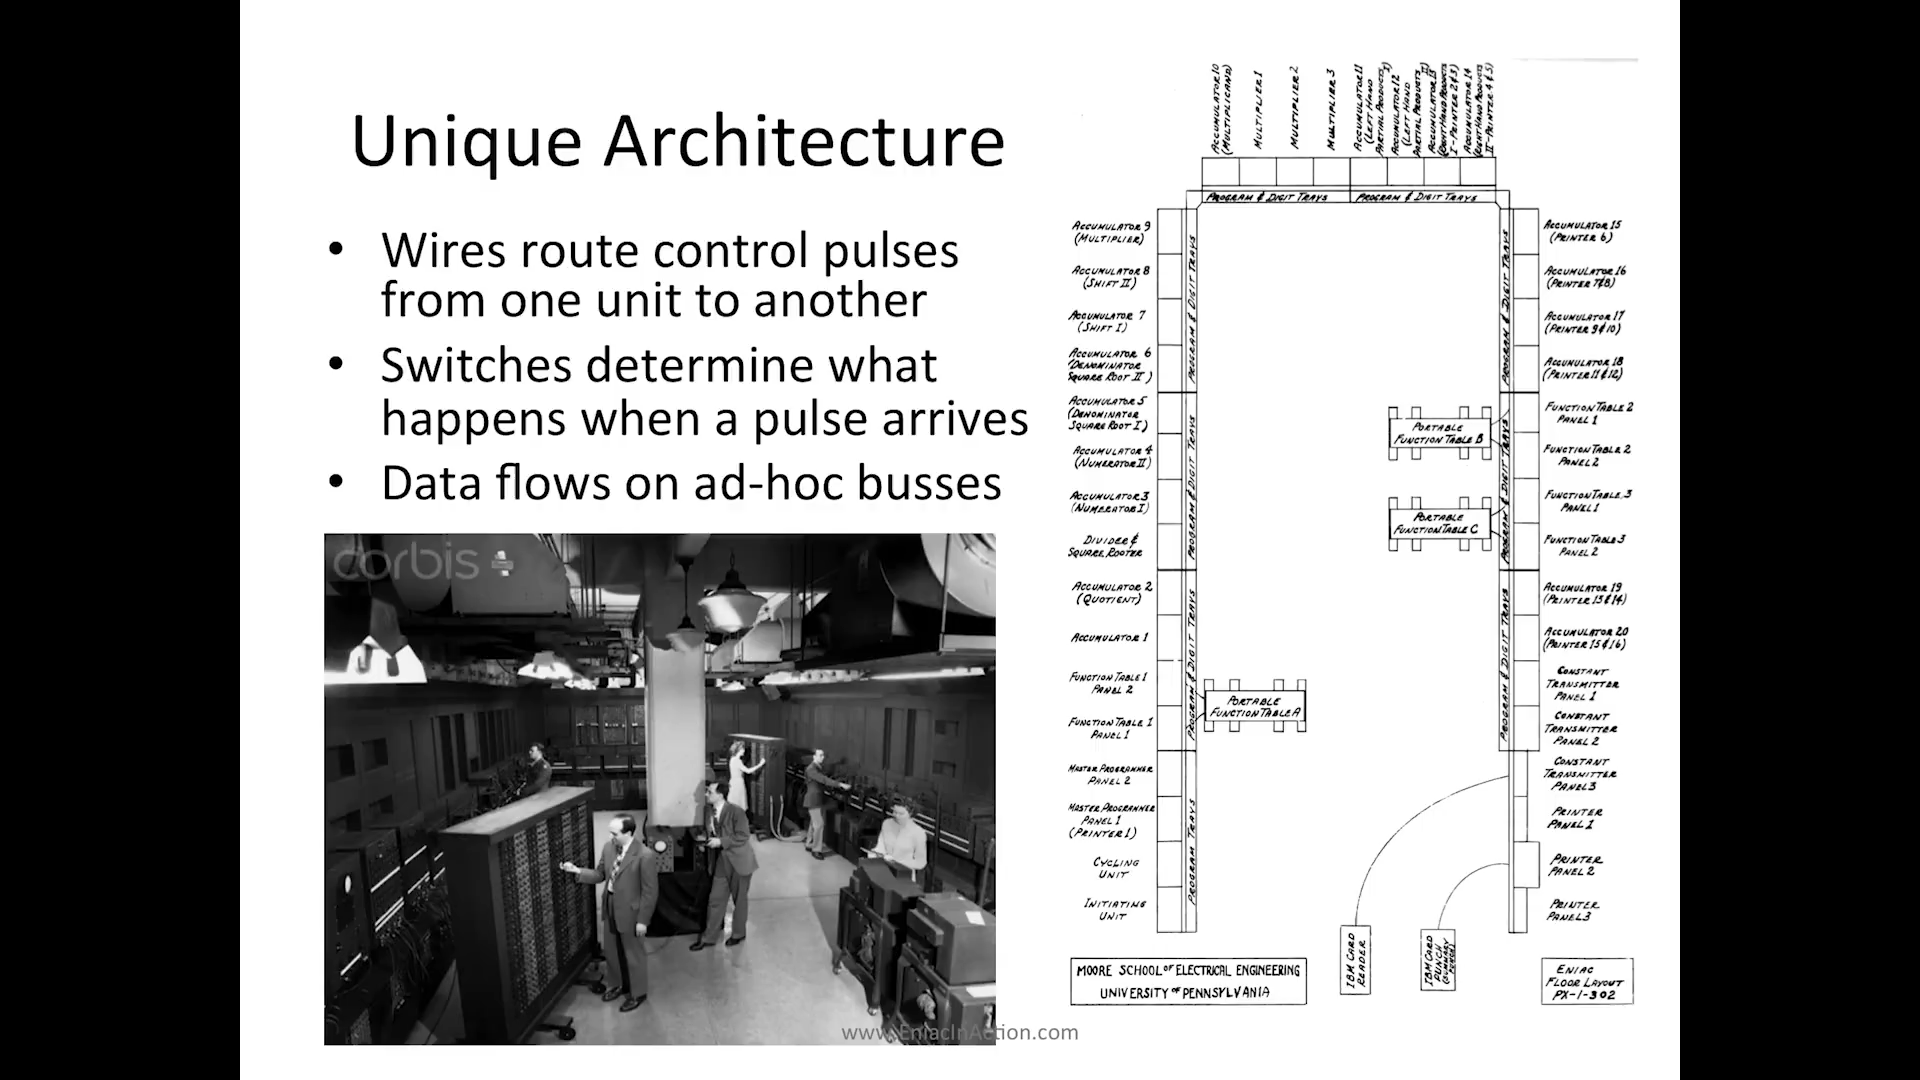 Unique Architecture
• Wires route control pulses
from one unit to another
• Switches determine what
happens when a pulse arrives
• Data flows on ad-hoc busses
corbis
www.EniacInAction.com
ACCUMULATOR 10
(MULTIPLICAND)
MULTIPLIER 1
MULTIPLIER 2
MULTIPLIER 3
ACCUMULATOR 11
(LEFT HAND
PARTIAL PRODUCTS I)
ACCUMULATOR 12
(LEFT HAND
PARTIAL PRODUCTS II)
ACCUMULATOR 13
(RIGHT HAND PRODUCTS
I-PRINTER 2 & 3)
ACCUMULATOR 14
(RIGHT HAND PRODUCTS
II-PRINTER 4 & 5)
PROGRAM & DIGIT TRAYS
PROGRAM & DIGIT TRAYS
ACCUMULATOR 9
(MULTIPLIER)
ACCUMULATOR 8
(SHIFT II)
ACCUMULATOR 7
(SHIFT I)
ACCUMULATOR 6
(DENOMINATOR
SQUARE ROOT II)
ACCUMULATOR 5
(DENOMINATOR
SQUARE ROOT I)
ACCUMULATOR 4
(NUMERATOR II)
ACCUMULATOR 3
(NUMERATOR I)
DIVIDER &
SQUARE ROOTER
ACCUMULATOR 2
(QUOTIENT)
ACCUMULATOR 1
FUNCTION TABLE 1
PANEL 2
FUNCTION TABLE 1
PANEL 1
MASTER PROGRAMMER
PANEL 2
MASTER PROGRAMMER
PANEL 1
(PRINTER 1)
CYCLING
UNIT
INITIATING
UNIT
PROGRAM & DIGIT TRAYS
PROGRAM & DIGIT TRAYS
PROGRAM & DIGIT TRAYS
PROGRAM TRAYS
PORTABLE
FUNCTION TABLE A
PORTABLE
FUNCTION TABLE B
PORTABLE
FUNCTION TABLE C
PROGRAM & DIGIT TRAYS
PROGRAM & DIGIT TRAYS
PROGRAM & DIGIT TRAYS
ACCUMULATOR 15
(PRINTER 6)
ACCUMULATOR 16
(PRINTER 7&8)
ACCUMULATOR 17
(PRINTER 9&10)
ACCUMULATOR 18
(PRINTER 11&12)
FUNCTION TABLE 2
PANEL 1
FUNCTION TABLE 2
PANEL 2
FUNCTION TABLE 3
PANEL 1
FUNCTION TABLE 3
PANEL 2
ACCUMULATOR 19
(PRINTER 13&14)
ACCUMULATOR 20
(PRINTER 15&16)
CONSTANT
TRANSMITTER
PANEL 1
CONSTANT
TRANSMITTER
PANEL 2
CONSTANT
TRANSMITTER
PANEL 3
PRINTER
PANEL 1
PRINTER
PANEL 2
PRINTER
PANEL 3
IBM CARD
READER
IBM CARD
PUNCH
(SUMMARY
PUNCH)
MOORE SCHOOL OF ELECTRICAL ENGINEERING
UNIVERSITY OF PENNSYLVANIA
ENIAC
FLOOR LAYOUT
PX-1-302